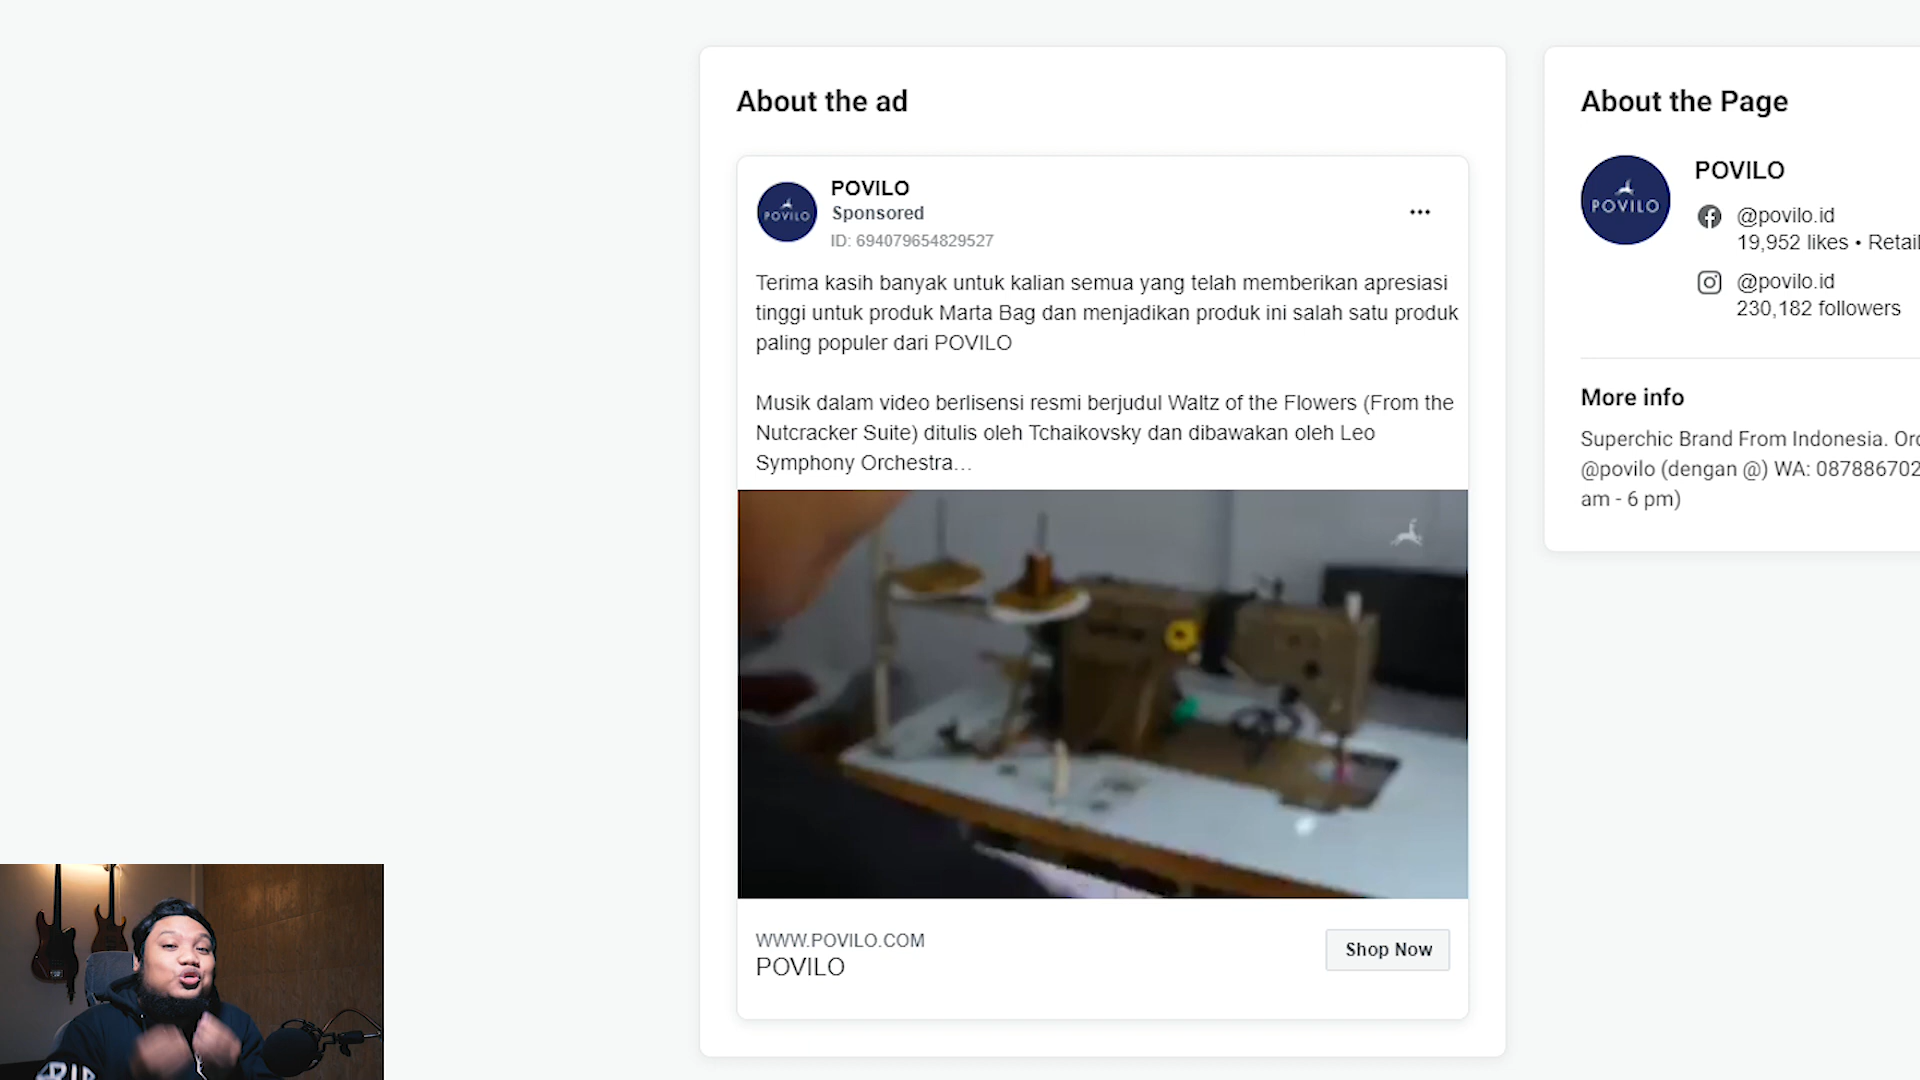 About the ad
POVILO
POVILO
Sponsored
ID: 694079654829527
Terima kasih banyak untuk kalian semua yang telah memberikan apresiasi
tinggi untuk produk Marta Bag dan menjadikan produk ini salah satu produk
paling populer dari POVILO
Musik dalam video berlisensi resmi berjudul Waltz of the Flowers (From the
Nutcracker Suite) ditulis oleh Tchaikovsky dan dibawakan oleh Leo
Symphony Orchestra...
WWW.POVILO.COM
POVILO
Shop Now
About the Page
POVILO
POVILO
@povilo.id
19,952 likes • Retail
@povilo.id
230,182 followers
More info
Superchic Brand From Indonesia.
@povilo (dengan @) WA: 087886702
am - 6 pm)